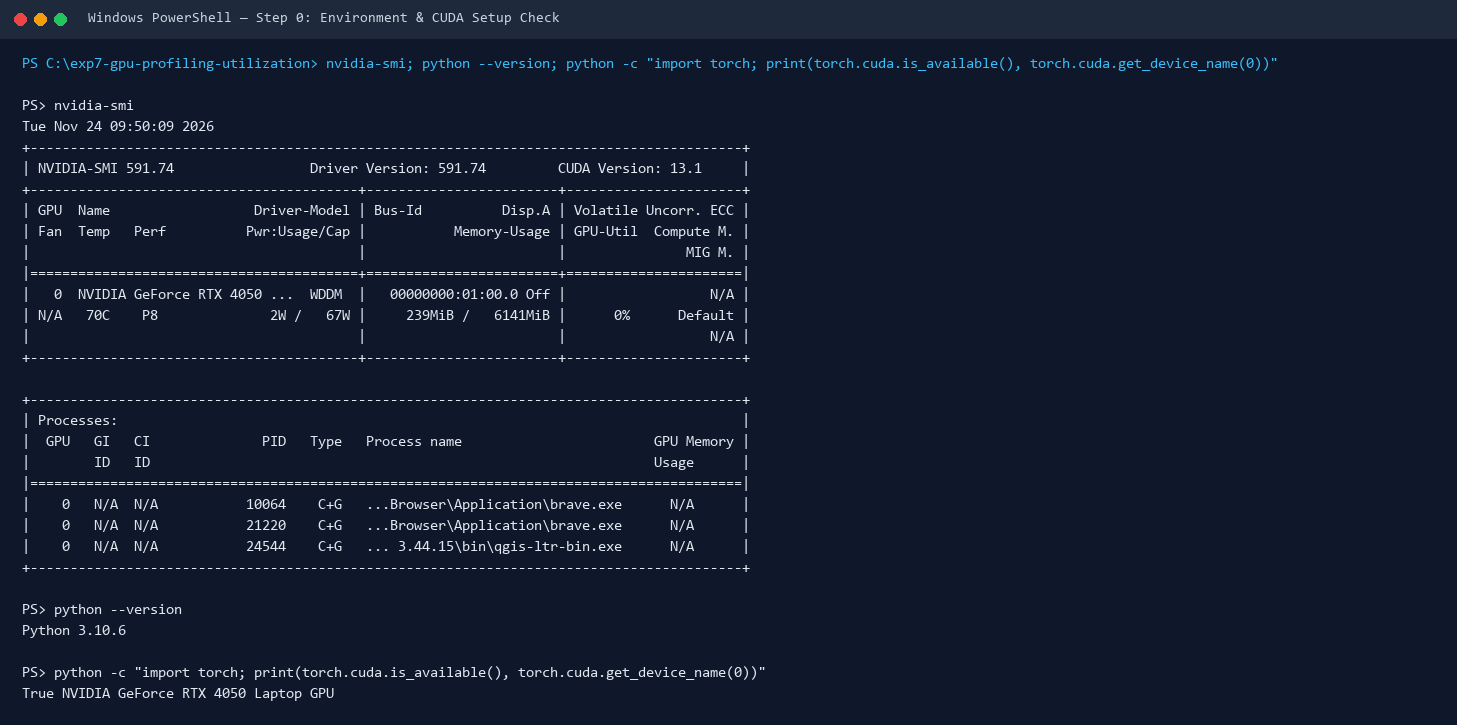 Windows PowerShell — Step 0: Environment & CUDA Setup Check
PS C:\exp7-gpu-profiling-utilization> nvidia-smi; python --version; python -c "import torch; print(torch.cuda.is_available(), torch.cuda.get_device_name(0))"
PS> nvidia-smi
Tue Nov 24 09:50:09 2026
+-----------------------------------------------------------------------------------------+
| NVIDIA-SMI 591.74                 Driver Version: 591.74         CUDA Version: 13.1     |
+-----------------------------------------+------------------------+----------------------+
| GPU  Name                  Driver-Model | Bus-Id          Disp.A | Volatile Uncorr. ECC |
| Fan  Temp   Perf          Pwr:Usage/Cap |           Memory-Usage | GPU-Util  Compute M. |
|                                         |                        |               MIG M. |
|=========================================+========================+======================|
|   0  NVIDIA GeForce RTX 4050 ...  WDDM  |   00000000:01:00.0 Off |                  N/A |
| N/A   70C    P8              2W /   67W |     239MiB /   6141MiB |      0%      Default |
|                                         |                        |                  N/A |
+-----------------------------------------+------------------------+----------------------+
+-----------------------------------------------------------------------------------------+
| Processes:                                                                              |
|  GPU   GI   CI              PID   Type   Process name                        GPU Memory |
|        ID   ID                                                               Usage      |
|=========================================================================================|
|    0   N/A  N/A           10064    C+G   ...Browser\Application\brave.exe      N/A      |
|    0   N/A  N/A           21220    C+G   ...Browser\Application\brave.exe      N/A      |
|    0   N/A  N/A           24544    C+G   ... 3.44.15\bin\qgis-ltr-bin.exe      N/A      |
+-----------------------------------------------------------------------------------------+
PS> python --version
Python 3.10.6
PS> python -c "import torch; print(torch.cuda.is_available(), torch.cuda.get_device_name(0))"
True NVIDIA GeForce RTX 4050 Laptop GPU